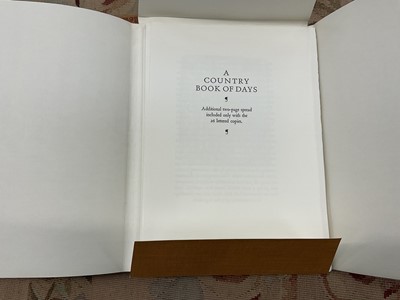 A
COUNTRY
BOOK OF DAYS
¶
Additional two-page spread
included only with the
26 lettered copies.
¶